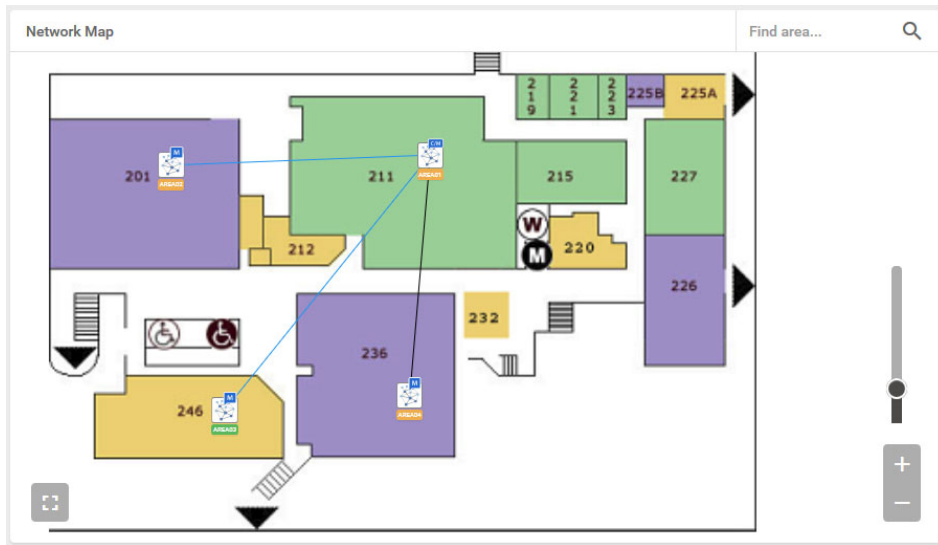 Network Map
Find area...
219
221
223
225B
225A
M
C/M
201
AREA02
211
AREA01
215
227
W
M
212
220
226
232
236
M
AREA04
M
246
AREA03
+
−